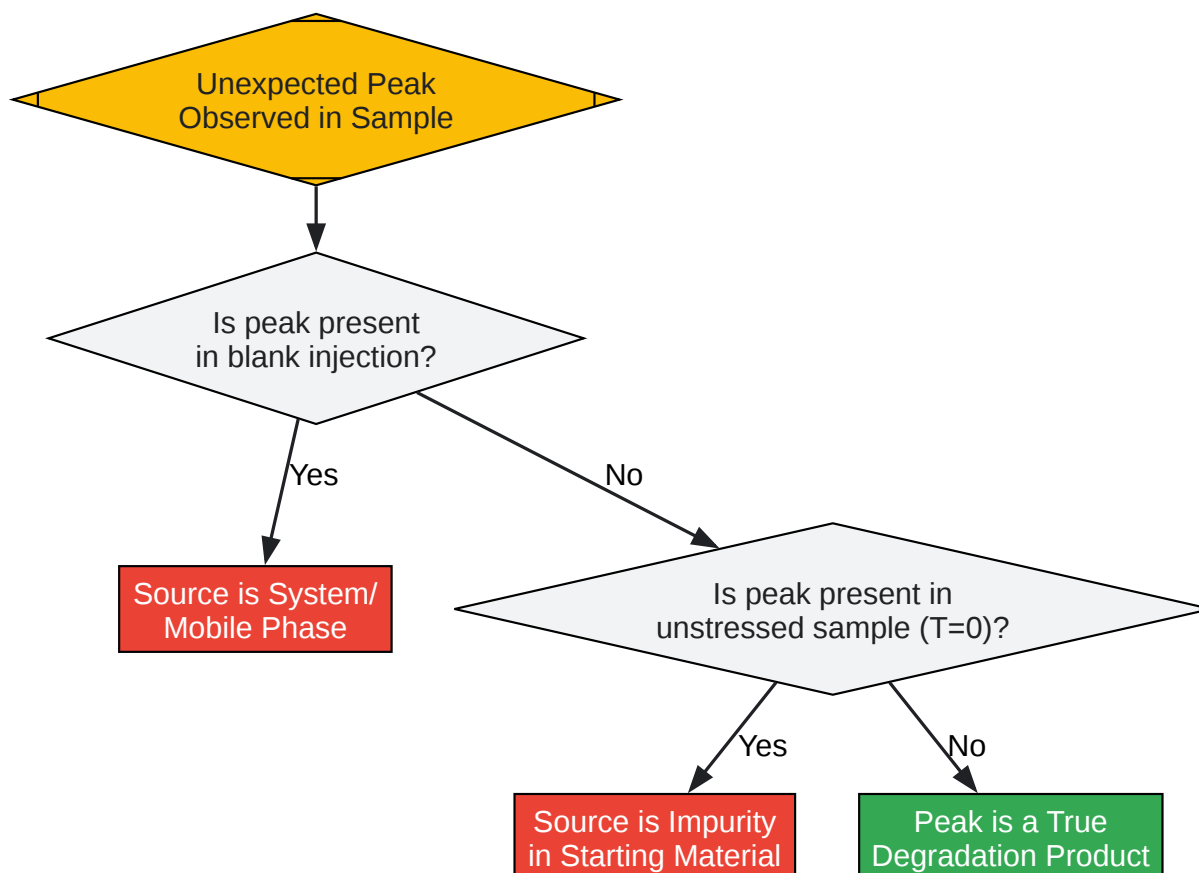 Unexpected Peak
Observed in Sample
Is peak present
in blank injection?
Yes
No
Source is System/
Mobile Phase
Is peak present in
unstressed sample (T=0)?
Yes
No
Source is Impurity
in Starting Material
Peak is a True
Degradation Product